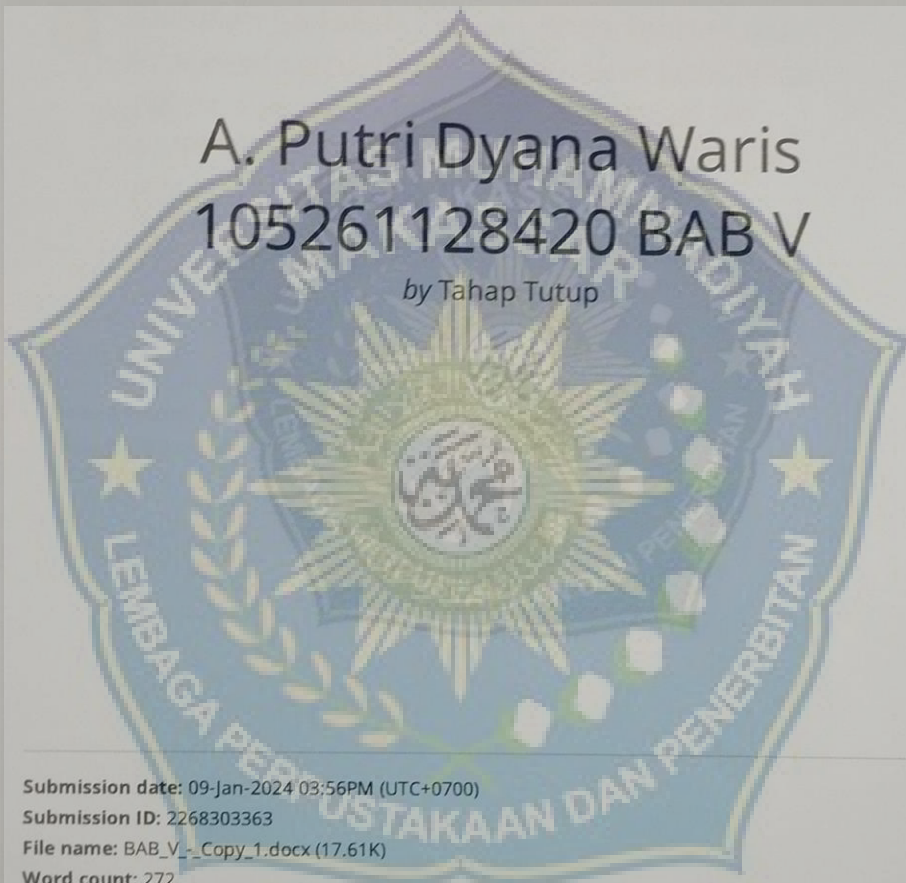 A. Putri Dyana Waris
105261128420 BAB V
by Tahap Tutup
UNIVERSITAS MUHAMMADIYAH
MAKASSAR
محمد
LEMBAGA PERPUSTAKAAN DAN PENERBITAN
Submission date: 09-Jan-2024 03:56PM (UTC+0700)
Submission ID: 2268303363
File name: BAB_V_-_Copy_1.docx (17.61K)
Word count: 272